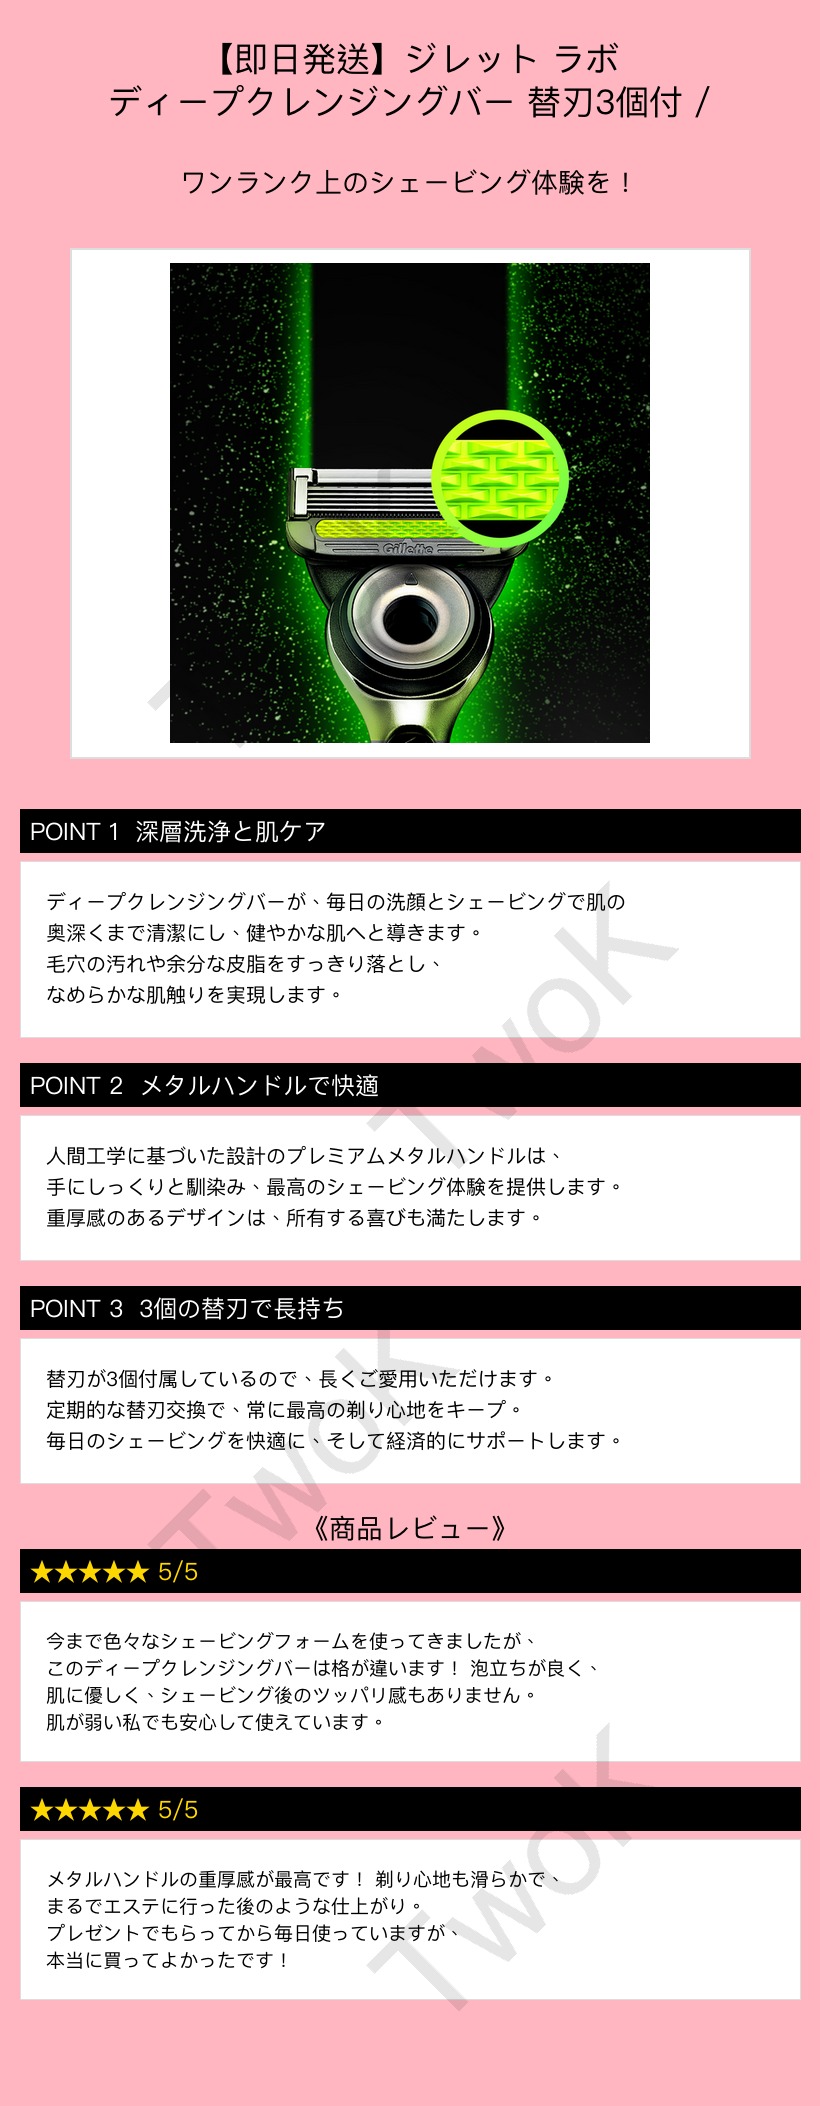 【即日発送】ジレット ラボ
ディープクレンジングバー 替刃3個付 /
ワンランク上のシェービング体験を！
Gillette
POINT 1 深層洗浄と肌ケア
ディープクレンジングバーが、毎日の洗顔とシェービングで肌の
奥深くまで清潔にし、健やかな肌へと導きます。
毛穴の汚れや余分な皮脂をすっきり落とし、
なめらかな肌触りを実現します。
TwoK
POINT 2 メタルハンドルで快適
人間工学に基づいた設計のプレミアムメタルハンドルは、
手にしっくりと馴染み、最高のシェービング体験を提供します。
重厚感のあるデザインは、所有する喜びも満たします。
POINT 3 3個の替刃で長持ち
替刃が3個付属しているので、長くご愛用いただけます。
定期的な替刃交換で、常に最高の剃り心地をキープ。
毎日のシェービングを快適に、そして経済的にサポートします。
TwoK
《商品レビュー》
★★★★★ 5/5
今まで色々なシェービングフォームを使ってきましたが、
このディープクレンジングバーは格が違います！ 泡立ちが良く、
肌に優しく、シェービング後のツッパリ感もありません。
肌が弱い私でも安心して使えています。
★★★★★ 5/5
メタルハンドルの重厚感が最高です！ 剃り心地も滑らかで、
まるでエステに行った後のような仕上がり。
プレゼントでもらってから毎日使っていますが、
本当に買ってよかったです！
TwoK